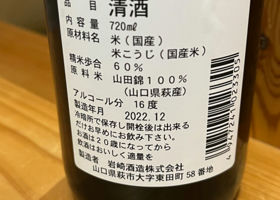 品目 清酒
内容量 720ml
原材料名 米（国産）
米こうじ（国産米）
精米歩合 60％
原料米 山田錦100％
（山口県萩産）
アルコール分 16度
製造年月 2022.12
冷暗所で保存し開栓後は出来る
だけお早めにお飲み下さい。
お酒は20歳になってから
飲酒はおいしく適量を
製造者 岩崎酒造株式会社
山口県萩市大字東田町58番地
4947241023305